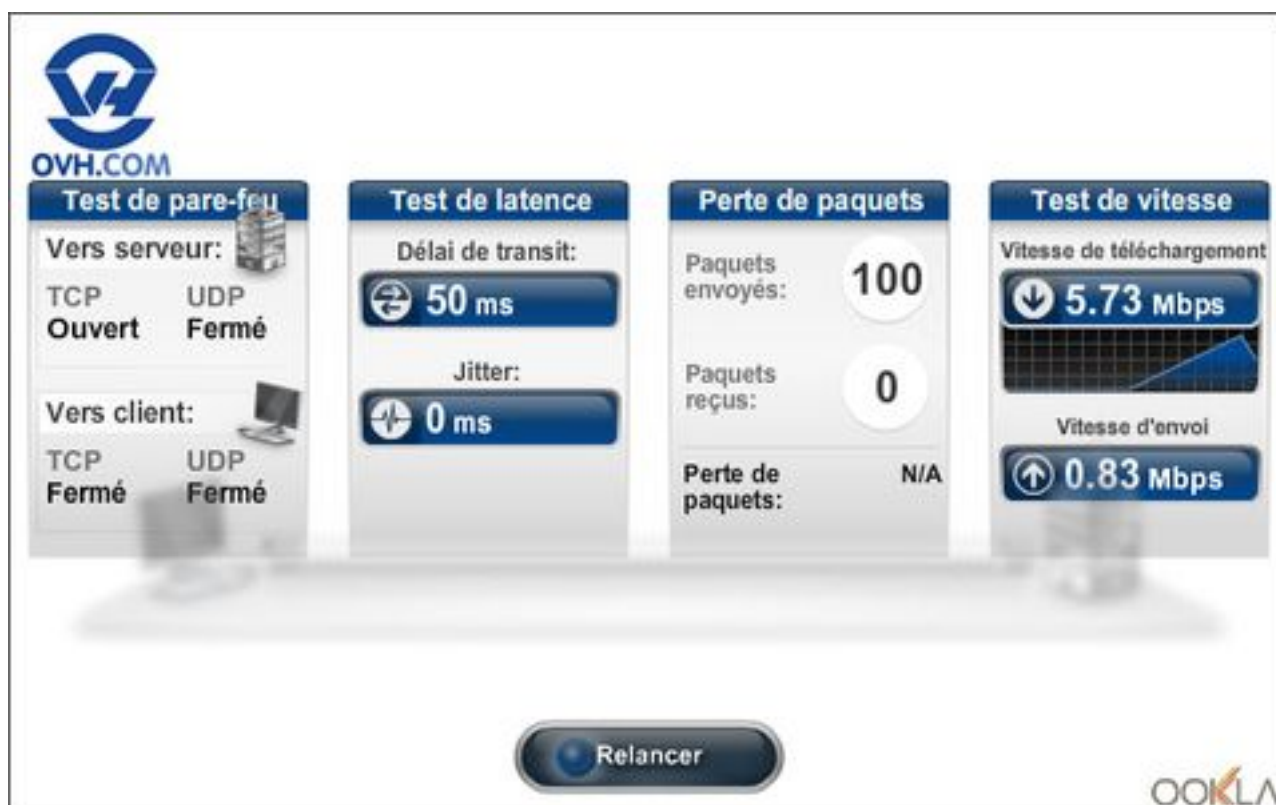 OVH.COM
Test de pare-feu
Vers serveur:
TCP UDP
Ouvert Fermé
Vers client:
TCP UDP
Fermé Fermé
Test de latence
Délai de transit:
50 ms
Jitter:
0 ms
Perte de paquets
Paquets
envoyés:
100
Paquets
reçus:
0
Perte de
paquets:
N/A
Test de vitesse
Vitesse de téléchargement
5.73 Mbps
Vitesse d'envoi
0.83 Mbps
Relancer
OOKLA